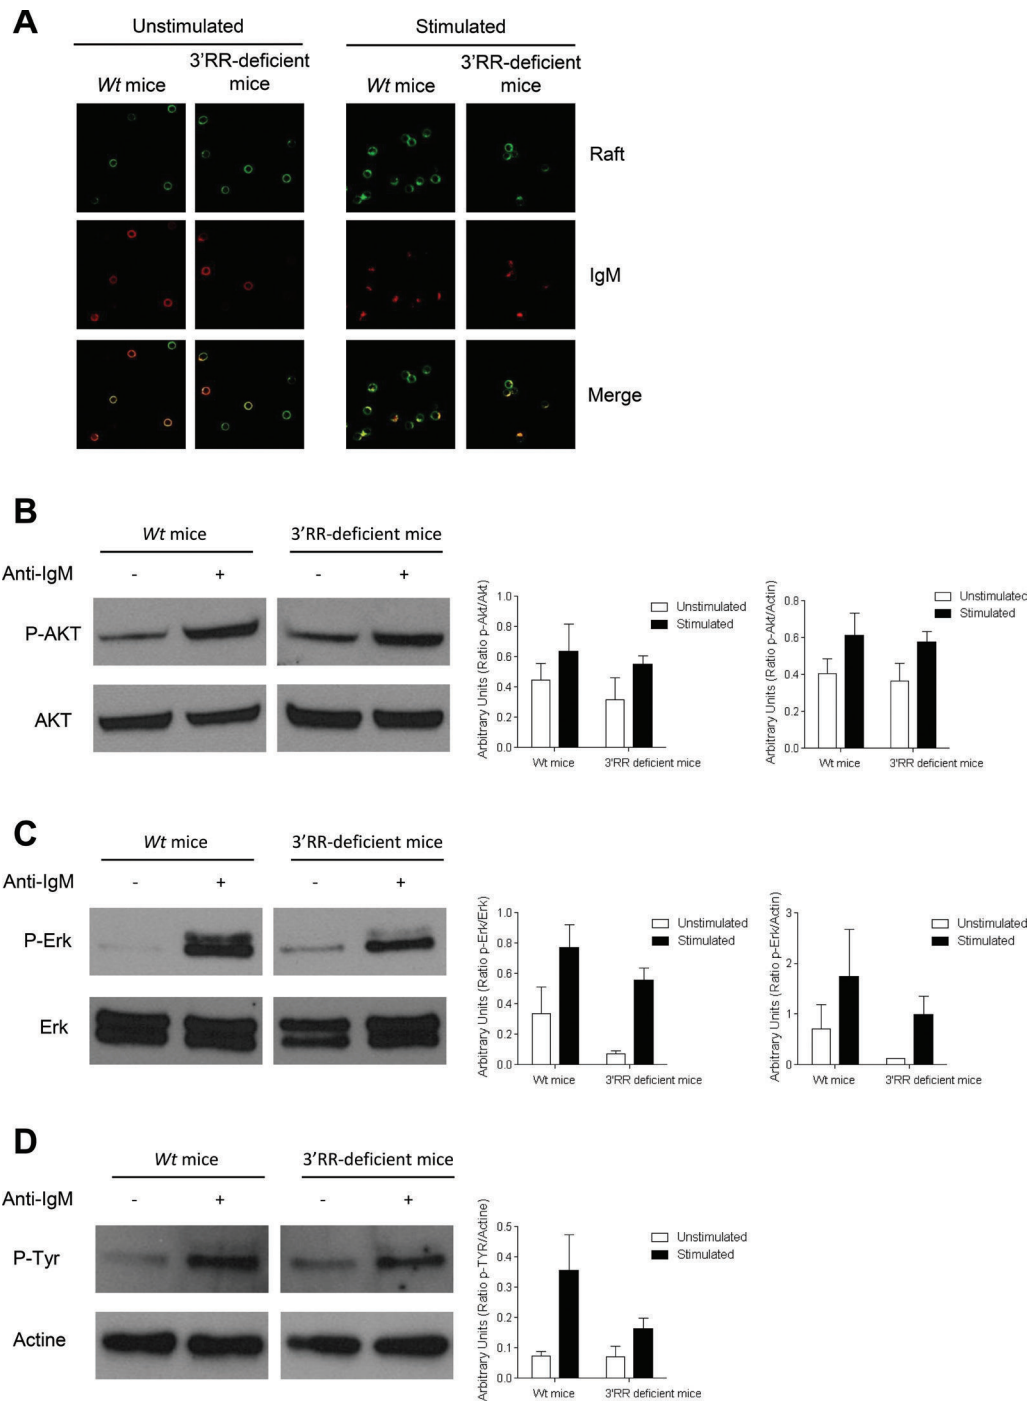 A
Unstimulated
Stimulated
Wt mice
3'RR-deficient
mice
Wt mice
3'RR-deficient
mice
Raft
IgM
Merge
B
Wt mice
3'RR-deficient mice
Anti-IgM - + - +
P-AKT
AKT
Arbitrary Units (Ratio p-Akt/Akt)
1.0
0.8
0.6
0.4
0.2
0.0
Unstimulated
Stimulated
Wt mice
3'RR deficient mice
Arbitrary Units (Ratio p-Akt/Actin)
0.8
0.6
0.4
0.2
0.0
Unstimulatec
Stimulated
Wt mice
3'RR deficient mice
C
Wt mice
3'RR-deficient mice
Anti-IgM - + - +
P-Erk
Erk
Arbitrary Units (Ratio p-Erk/Erk)
1.0
0.8
0.6
0.4
0.2
0.0
Unstimulated
Stimulated
Wt mice
3'RR deficient mice
Arbitrary Units (Ratio p-Erk/Actin)
3
2
1
0
Unstimulated
Stimulated
Wt mice
3'RR deficient mice
D
Wt mice
3'RR-deficient mice
Anti-IgM - + - +
P-Tyr
Actine
Arbitrary Units (Ratio p-TYR/Actine)
0.5
0.4
0.3
0.2
0.1
0.0
Unstimulated
Stimulated
Wt mice
3'RR deficient mice